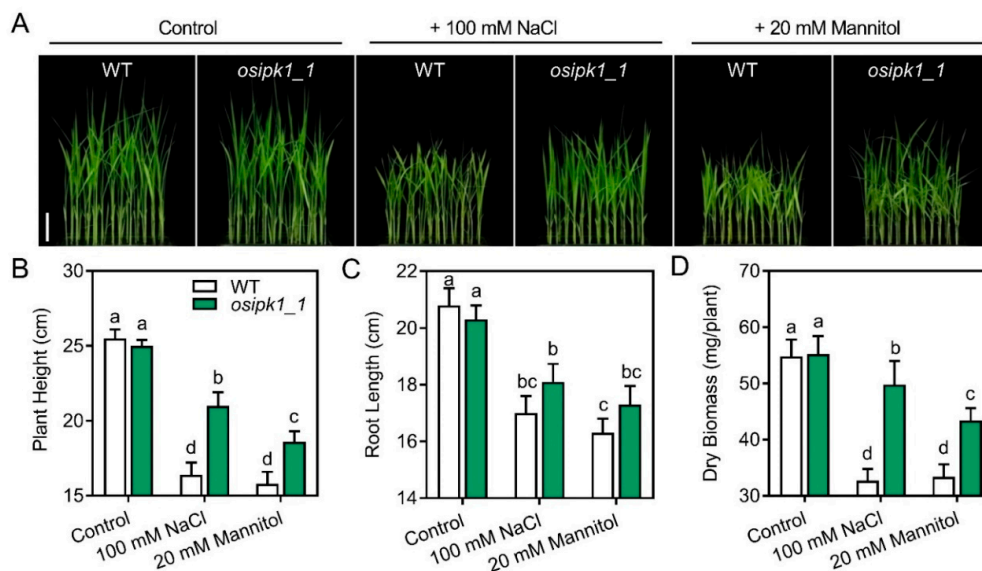 A
Control
+ 100 mM NaCl
+ 20 mM Mannitol
WT
osipk1_1
WT
osipk1_1
WT
osipk1_1
B
Plant Height (cm)
30
25
20
15
WT
osipk1_1
a
a
d
b
d
c
Control
100 mM NaCl
20 mM Mannitol
C
Root Length (cm)
22
20
18
16
14
a
a
bc
b
c
bc
Control
100 mM NaCl
20 mM Mannitol
D
Dry Biomass (mg/plant)
70
60
50
40
30
a
a
d
b
d
c
Control
100 mM NaCl
20 mM Mannitol